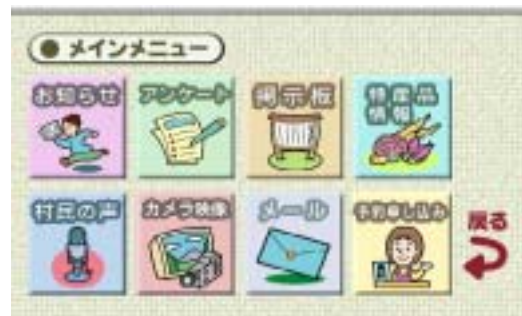 メインメニュー
お知らせ
アンケート
掲示板
特産品
情報
村民の声
カメラ映像
メール
予約申し込み
戻る